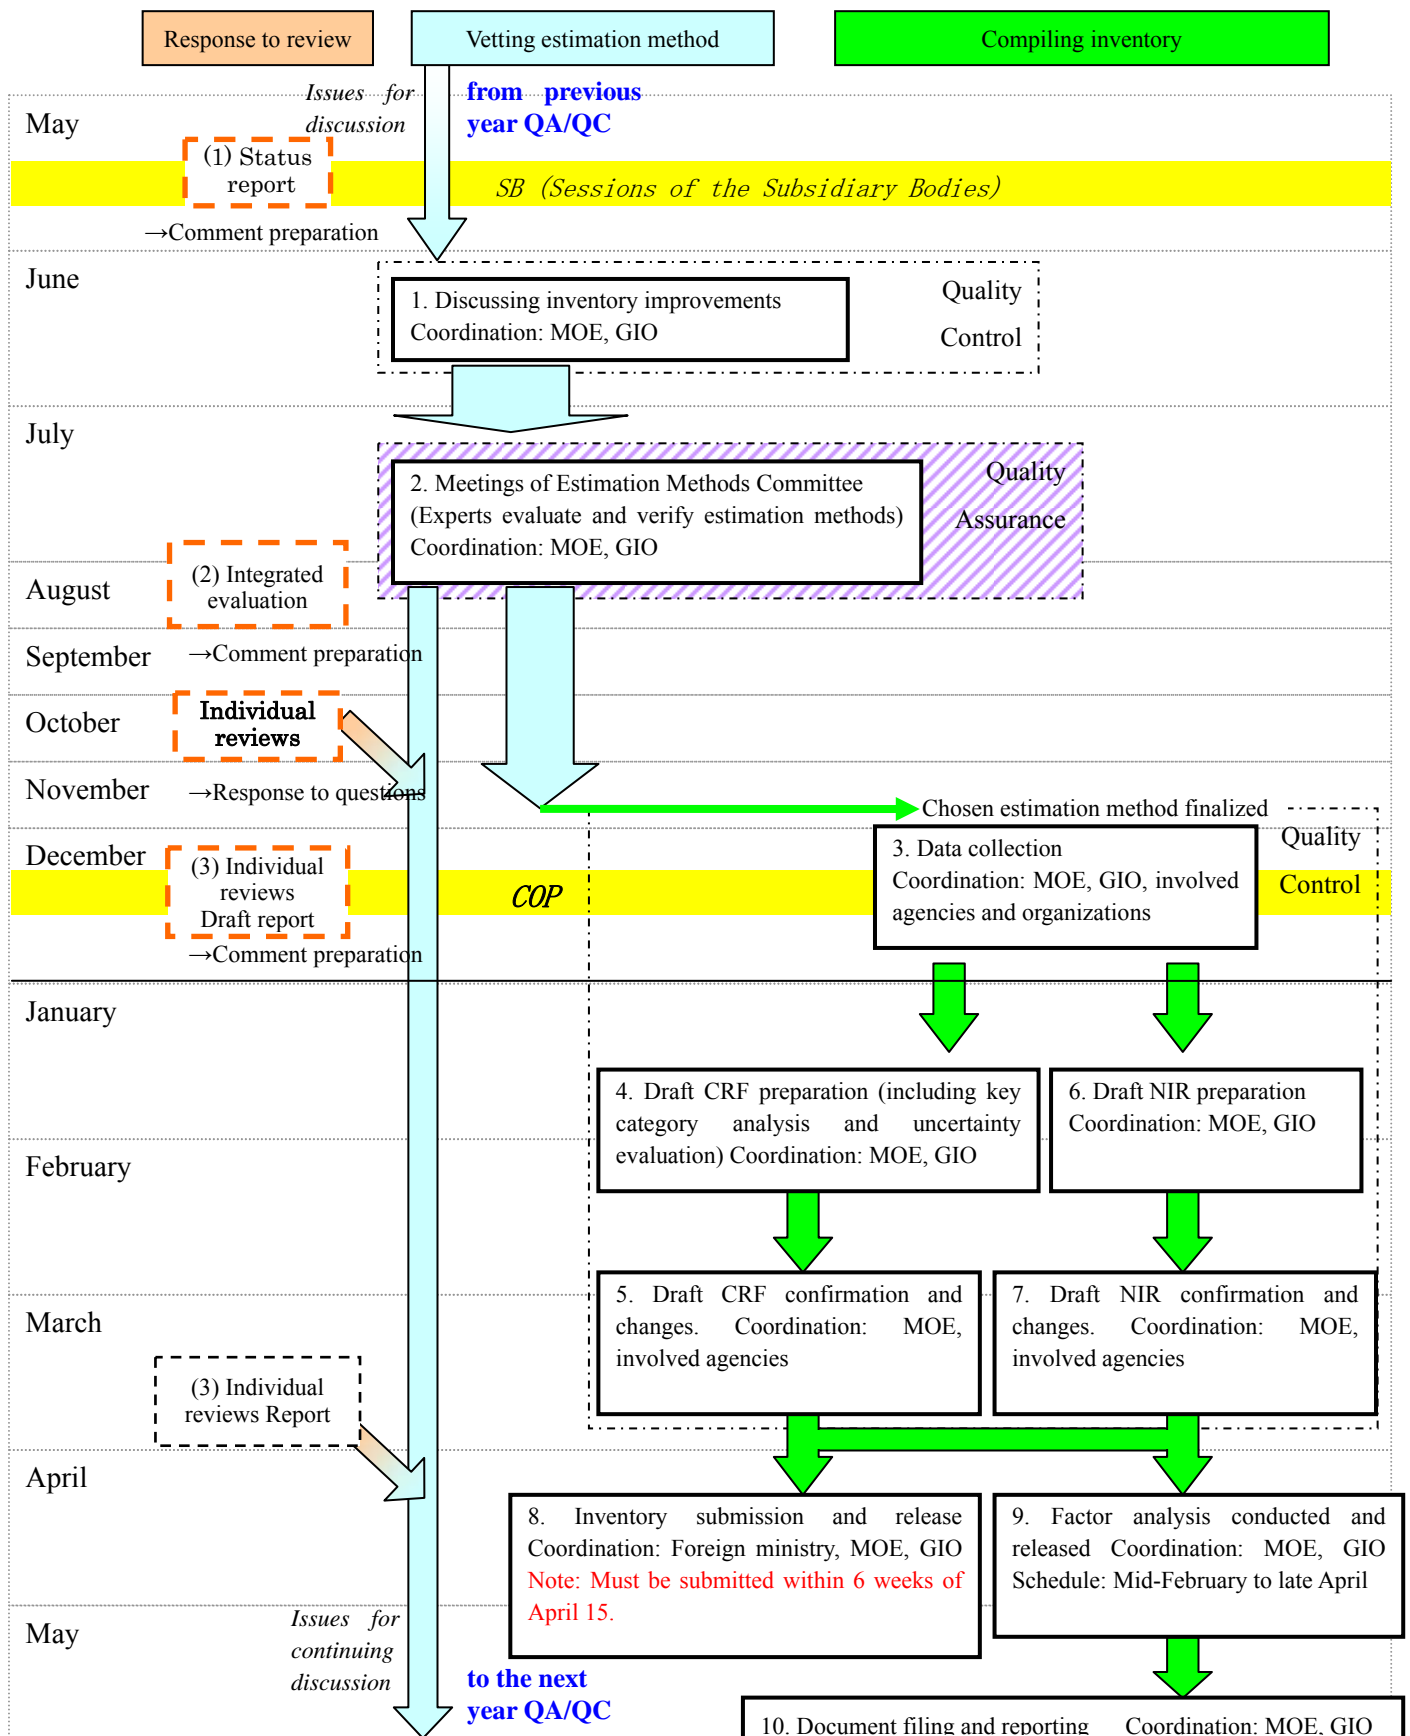 Response to review
Vetting estimation method
Compiling inventory
Issues for
discussion
from previous
year QA/QC
May
(1) Status
report
SB (Sessions of the Subsidiary Bodies)
→Comment preparation
June
1. Discussing inventory improvements
Coordination: MOE, GIO
Quality
Control
July
2. Meetings of Estimation Methods Committee
(Experts evaluate and verify estimation methods)
Coordination: MOE, GIO
Quality
Assurance
August
(2) Integrated
evaluation
September
→Comment preparation
October
Individual
reviews
November
→Response to questions
Chosen estimation method finalized
December
(3) Individual
reviews
Draft report
COP
3. Data collection
Coordination: MOE, GIO, involved
agencies and organizations
Quality
Control
→Comment preparation
January
4. Draft CRF preparation (including key
category analysis and uncertainty
evaluation) Coordination: MOE, GIO
6. Draft NIR preparation
Coordination: MOE, GIO
February
5. Draft CRF confirmation and
changes. Coordination: MOE,
involved agencies
7. Draft NIR confirmation and
changes. Coordination: MOE,
involved agencies
March
(3) Individual
reviews Report
April
8. Inventory submission and release
Coordination: Foreign ministry, MOE, GIO
Note: Must be submitted within 6 weeks of
April 15.
9. Factor analysis conducted and
released Coordination: MOE, GIO
Schedule: Mid-February to late April
May
Issues for
continuing
discussion
to the next
year QA/QC
10. Document filing and reporting Coordination: MOE, GIO